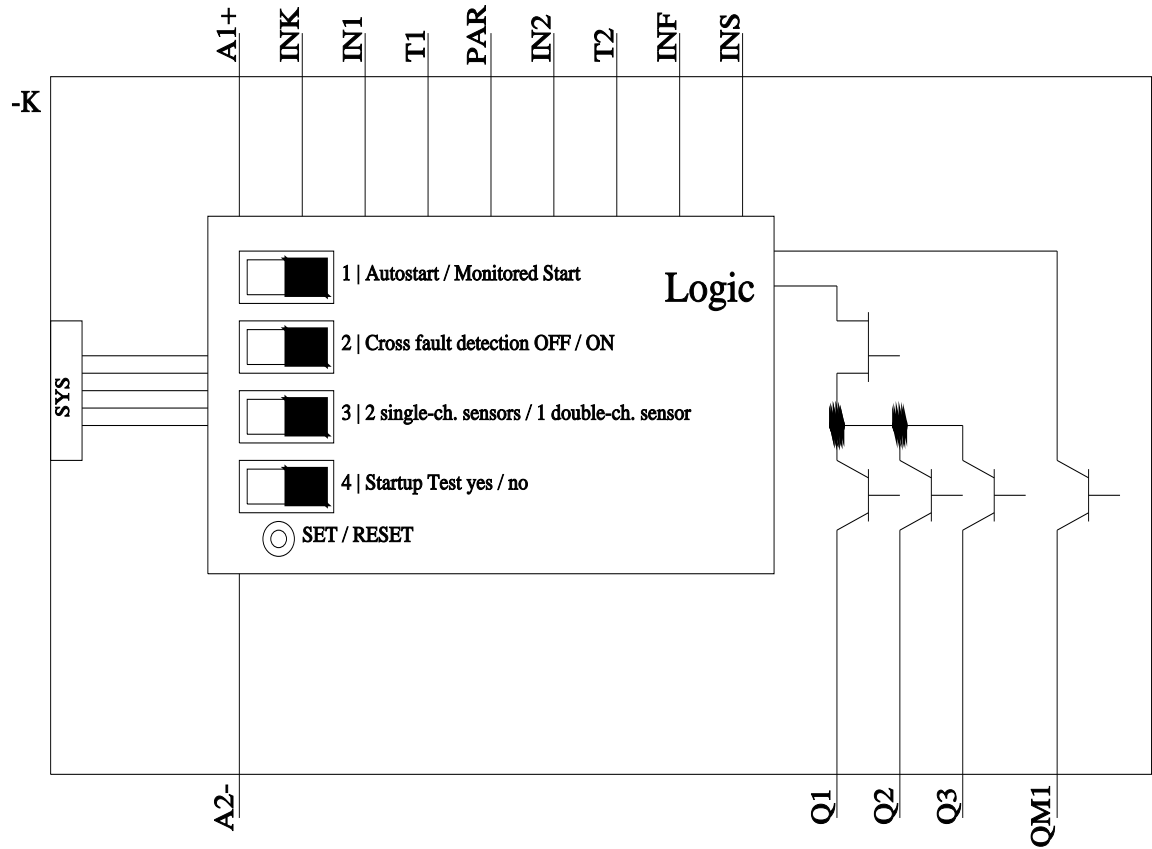 A1+
INK
IN1
T1
PAR
IN2
T2
INF
INS
-K
1 | Autostart / Monitored Start
Logic
2 | Cross fault detection OFF / ON
SYS
3 | 2 single-ch. sensors / 1 double-ch. sensor
4 | Startup Test yes / no
SET / RESET
A2-
Q1
Q2
Q3
QM1